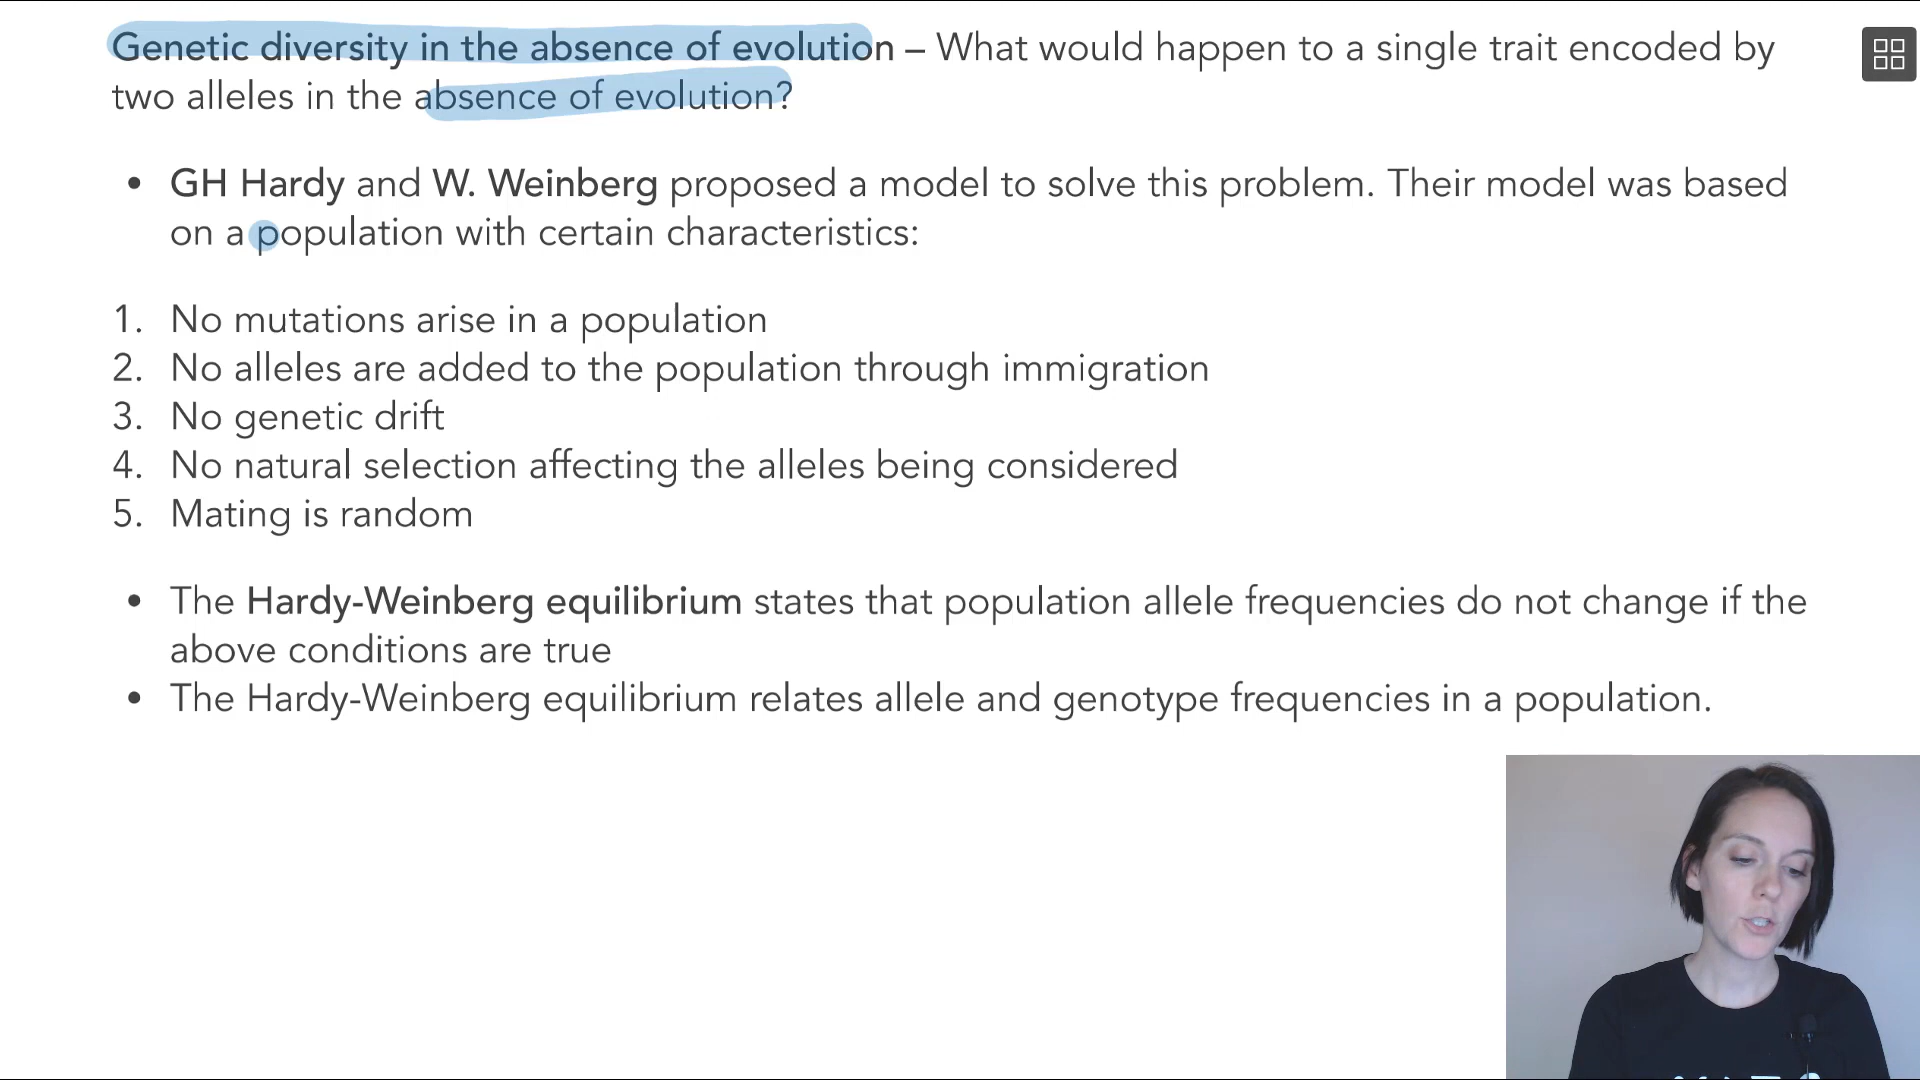 Genetic diversity in the absence of evolution – What would happen to a single trait encoded by
two alleles in the absence of evolution?
• GH Hardy and W. Weinberg proposed a model to solve this problem. Their model was based
on a population with certain characteristics:
1. No mutations arise in a population
2. No alleles are added to the population through immigration
3. No genetic drift
4. No natural selection affecting the alleles being considered
5. Mating is random
• The Hardy-Weinberg equilibrium states that population allele frequencies do not change if the
above conditions are true
• The Hardy-Weinberg equilibrium relates allele and genotype frequencies in a population.